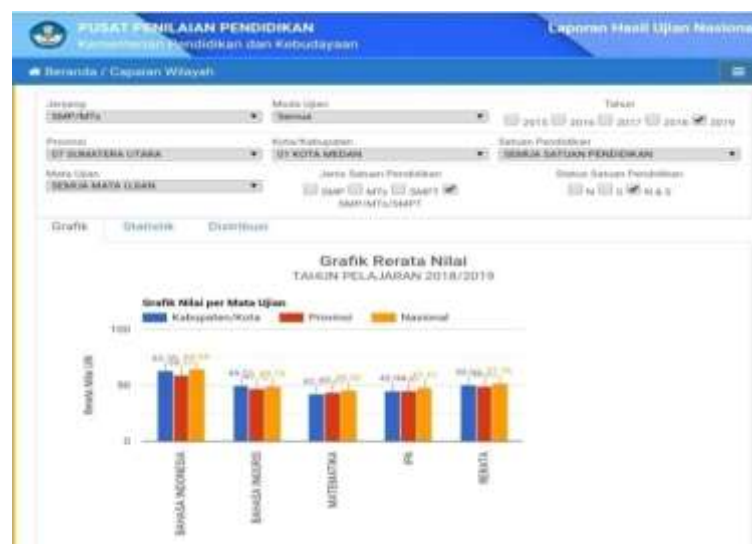 PUSAT PENILAIAN PENDIDIKAN
Kementerian Pendidikan dan Kebudayaan
Laporan Hasil Ujian Nasional
Beranda / Capaian Wilayah
Jenjang
SMP/MTs
Moda Ujian
Semua
Tahun
2015 2016 2017 2018 2019
Provinsi
07 SUMATERA UTARA
Kota/Kabupaten
01 KOTA MEDAN
Satuan Pendidikan
SEMUA SATUAN PENDIDIKAN
Mata Ujian
SEMUA MATA UJIAN
Jenis Satuan Pendidikan
SMP MTs SMPT
SMP/MTs/SMPT
Status Satuan Pendidikan
N S N & S
Grafik Statistik Distribusi
Grafik Rerata Nilai
TAHUN PELAJARAN 2018/2019
Grafik Nilai per Mata Ujian
Kabupaten/Kota Provinsi Nasional
100
50
0
Rerata Nilai UN
BAHASA INDONESIA
BAHASA INGGRIS
MATEMATIKA
IPA
RERATA